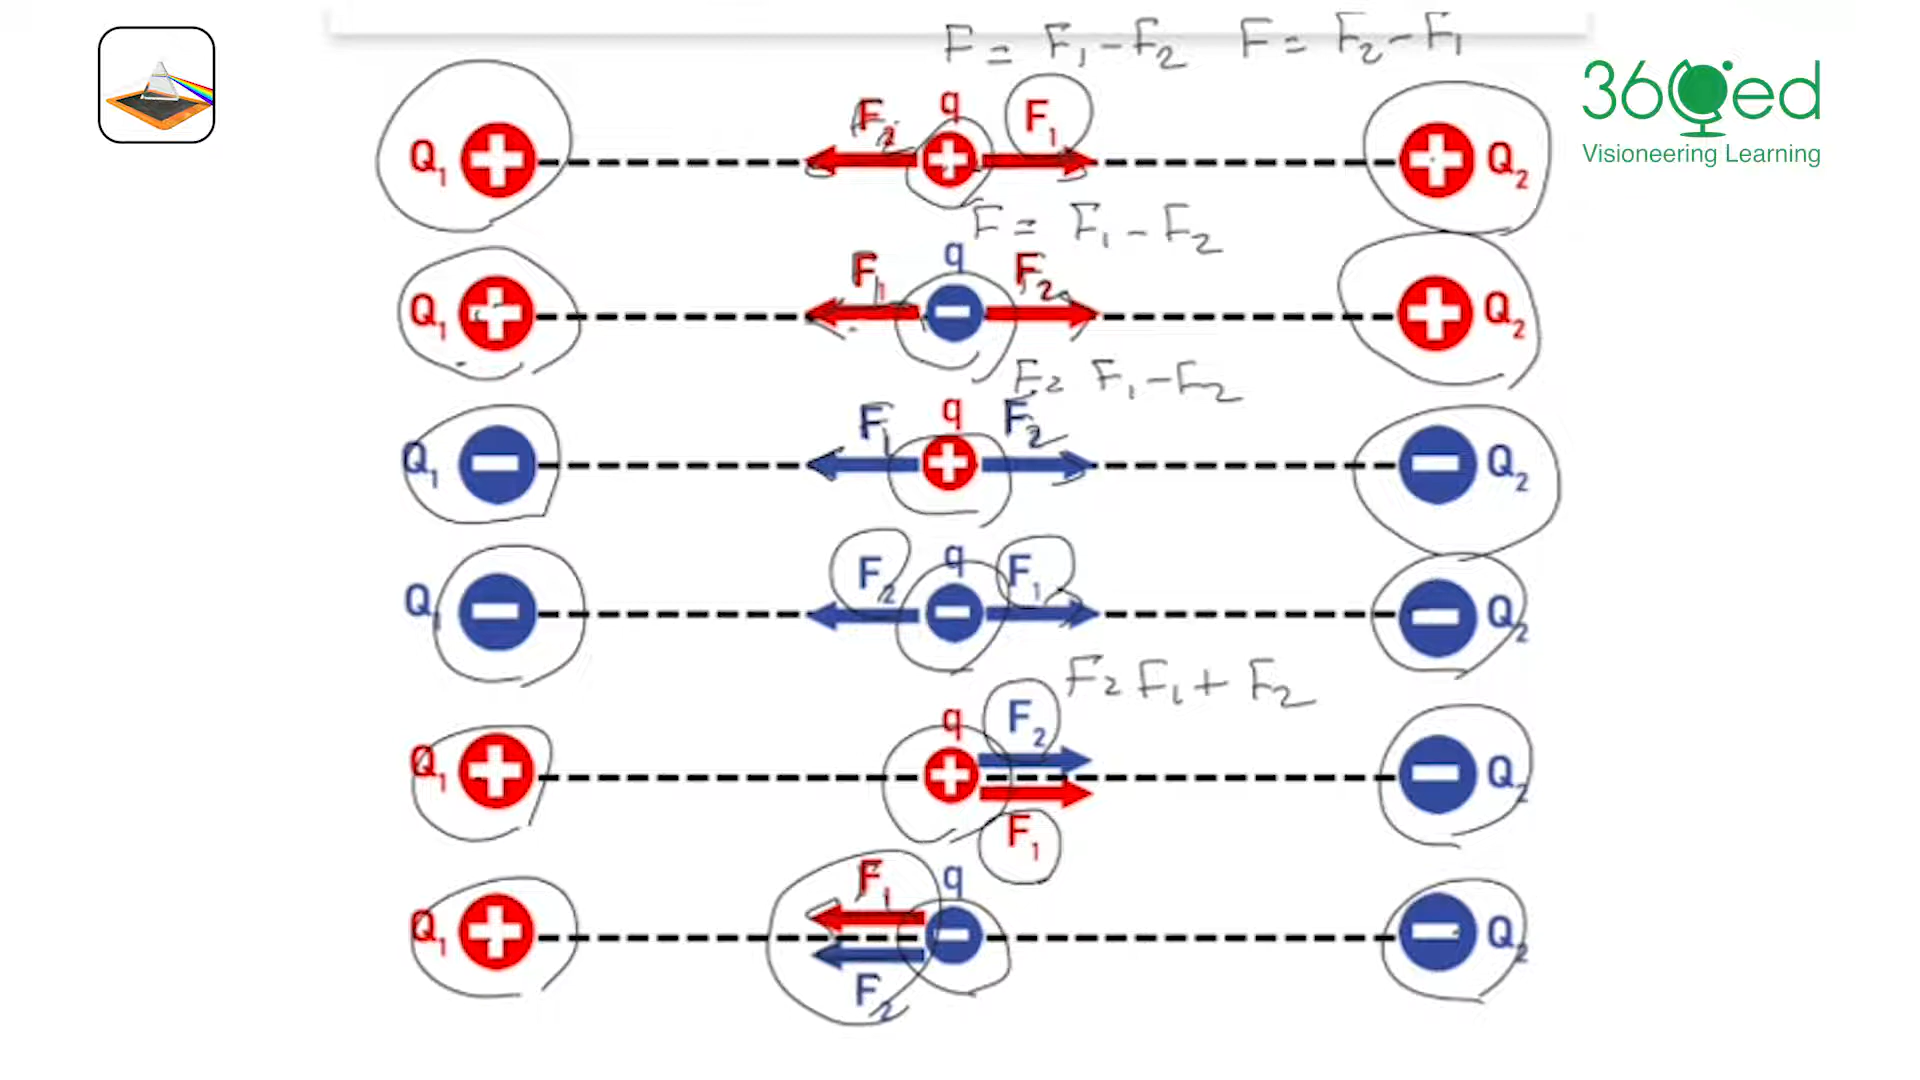 F = F₁ - F₂ F = F₂ - F₁
360ed
Visioneering Learning
Q₁ F₂ q F₁ Q₂
F = F₁ - F₂
Q₁ F₁ q F₂ Q₂
F = F₁ - F₂
Q₁ F₁ q F₂ Q₂
Q₁ F₂ q F₁ Q₂
F = F₁ + F₂
Q₁ q F₂ Q₂
F₁
Q₁ F₁ q Q₂
F₂